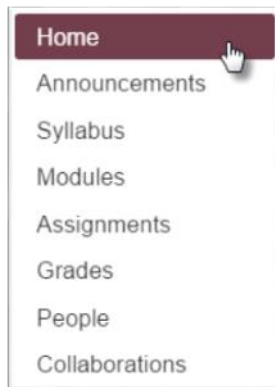 Home
Announcements
Syllabus
Modules
Assignments
Grades
People
Collaborations